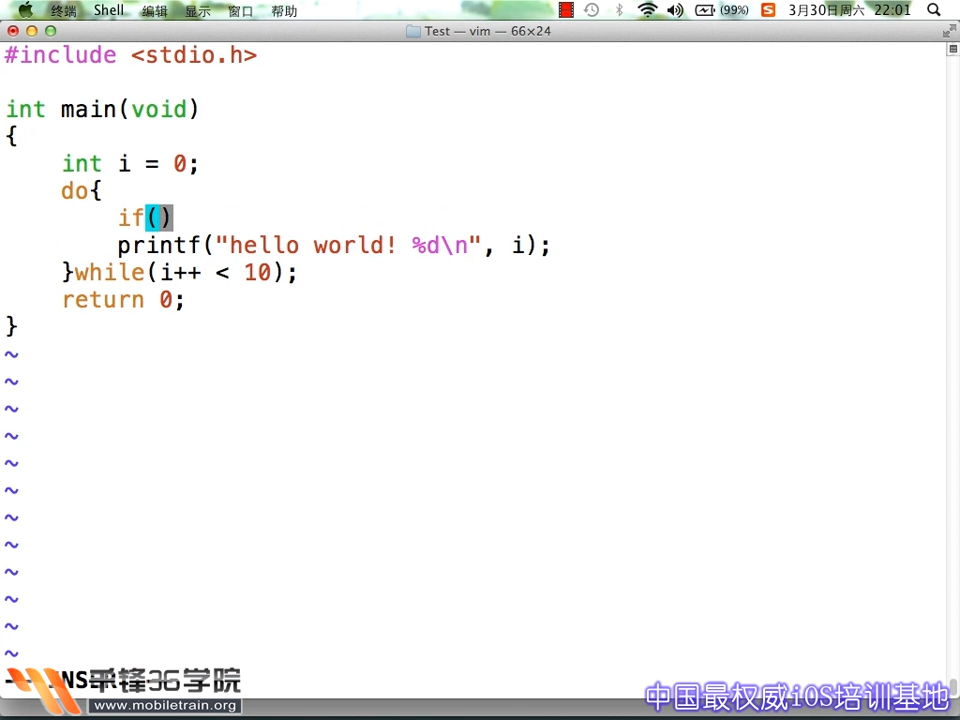 终端 Shell 编辑 显示 窗口 帮助 (99%) 3月30日周六 22:01
Test — vim — 66×24
#include <stdio.h>
int main(void)
{
int i = 0;
do{
if()
printf("hello world! %d\n", i);
}while(i++ < 10);
return 0;
}
~
~
~
~
~
~
~
~
~
~
~
~
千锋3G学院
www.mobiletrain.org
中国最权威iOS培训基地